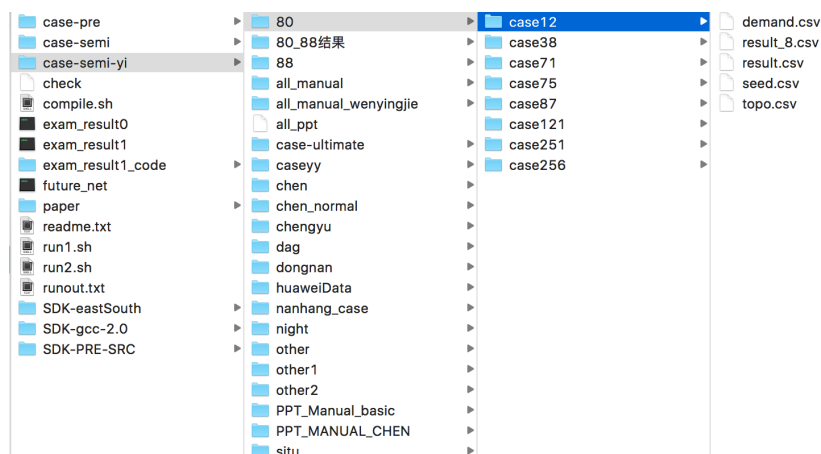 case-pre
case-semi
case-semi-yi
check
compile.sh
exam_result0
exam_result1
exam_result1_code
future_net
paper
readme.txt
run1.sh
run2.sh
runout.txt
SDK-eastSouth
SDK-gcc-2.0
SDK-PRE-SRC
80
80_88结果
88
all_manual
all_manual_wenyingjie
all_ppt
case-ultimate
caseyy
chen
chen_normal
chengyu
dag
dongnan
huaweiData
nanhang_case
night
other
other1
other2
PPT_Manual_basic
PPT_MANUAL_CHEN
situ
case12
case38
case71
case75
case87
case121
case251
case256
demand.csv
result_8.csv
result.csv
seed.csv
topo.csv